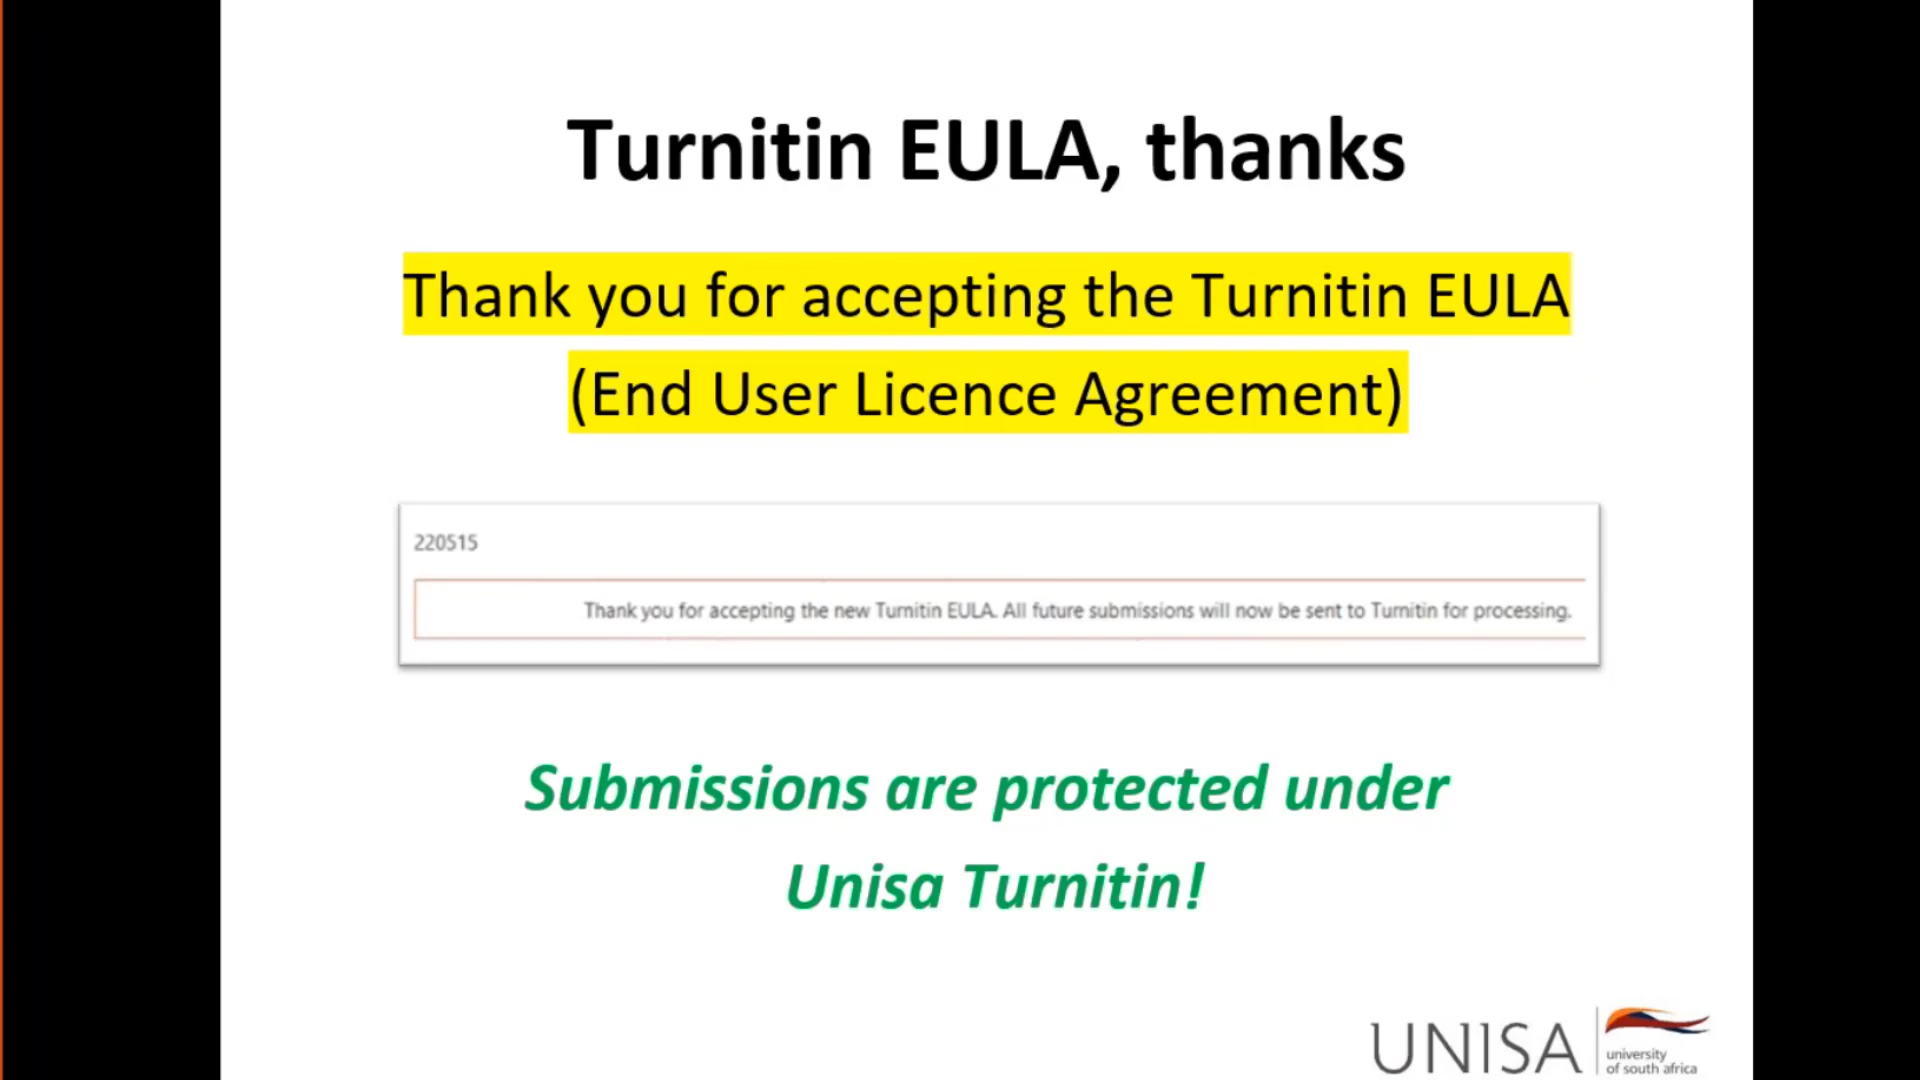 Turnitin EULA, thanks
Thank you for accepting the Turnitin EULA
(End User Licence Agreement)
220515
Thank you for accepting the new Turnitin EULA. All future submissions will now be sent to Turnitin for processing.
Submissions are protected under
Unisa Turnitin!
UNISA
university
of south africa